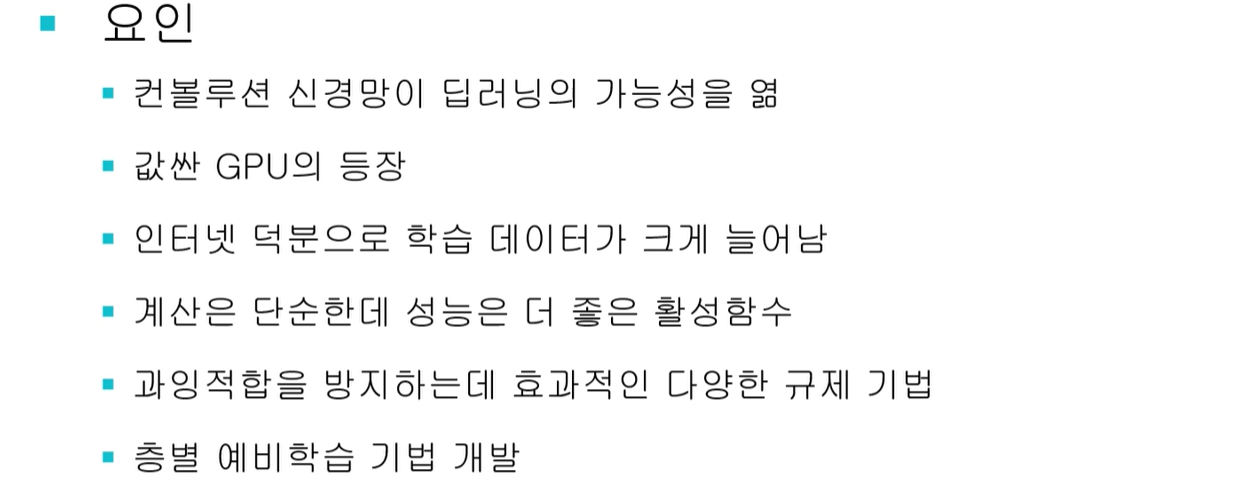 요인
컨볼루션 신경망이 딥러닝의 가능성을 엶
값싼 GPU의 등장
인터넷 덕분으로 학습 데이터가 크게 늘어남
계산은 단순한데 성능은 더 좋은 활성함수
과잉적합을 방지하는데 효과적인 다양한 규제 기법
층별 예비학습 기법 개발